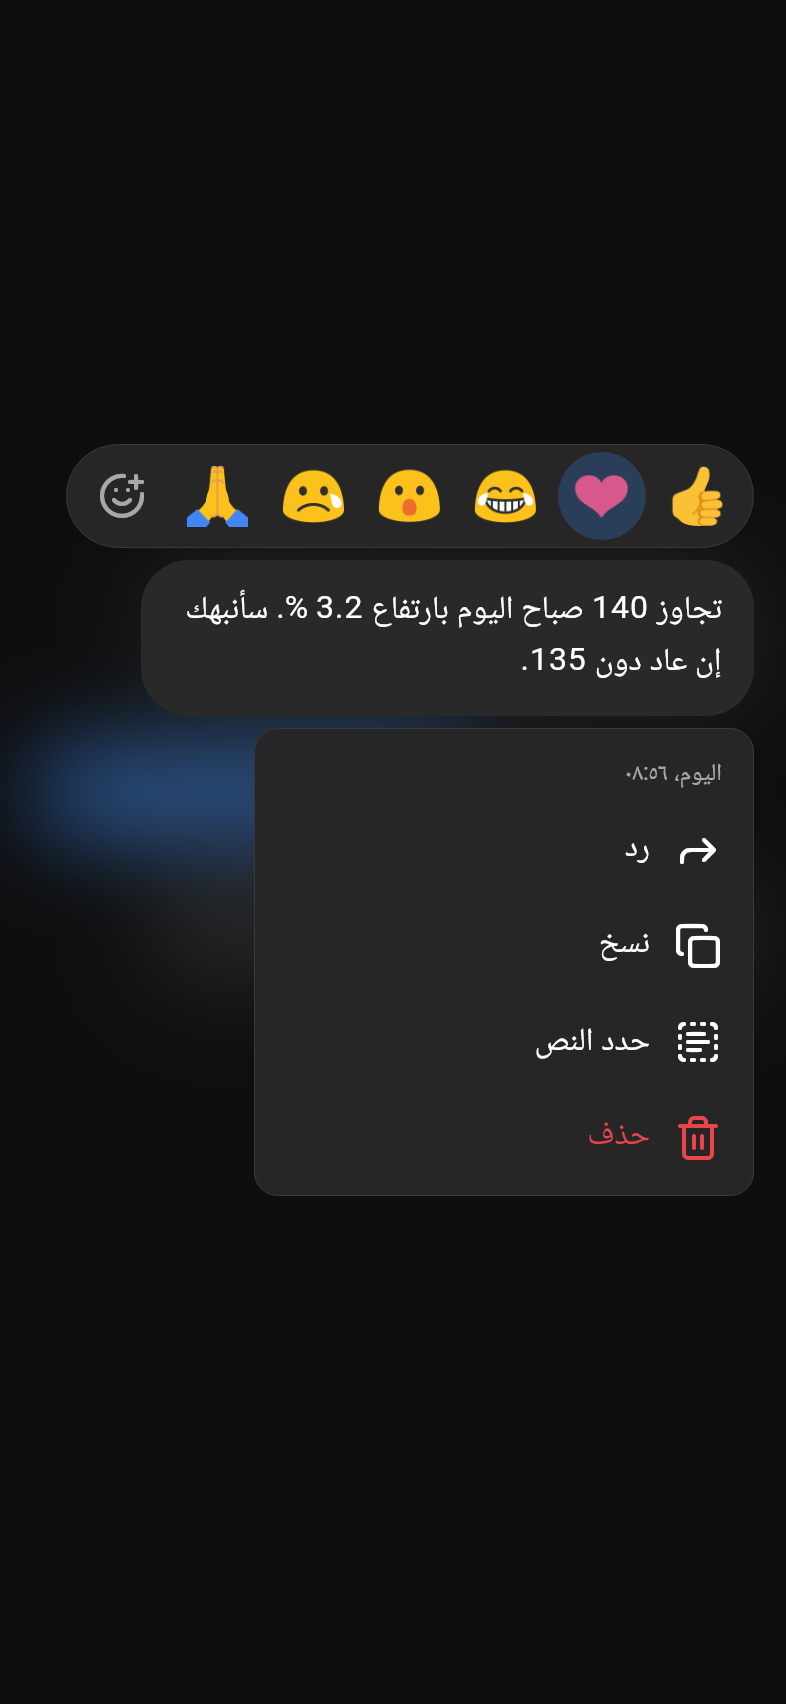 تجاوز 140 صباح اليوم بارتفاع 3.2 %. سأنبهك
إن عاد دون 135.
اليوم، ٠٨:٥٦
رد
نسخ
حدد النص
حذف